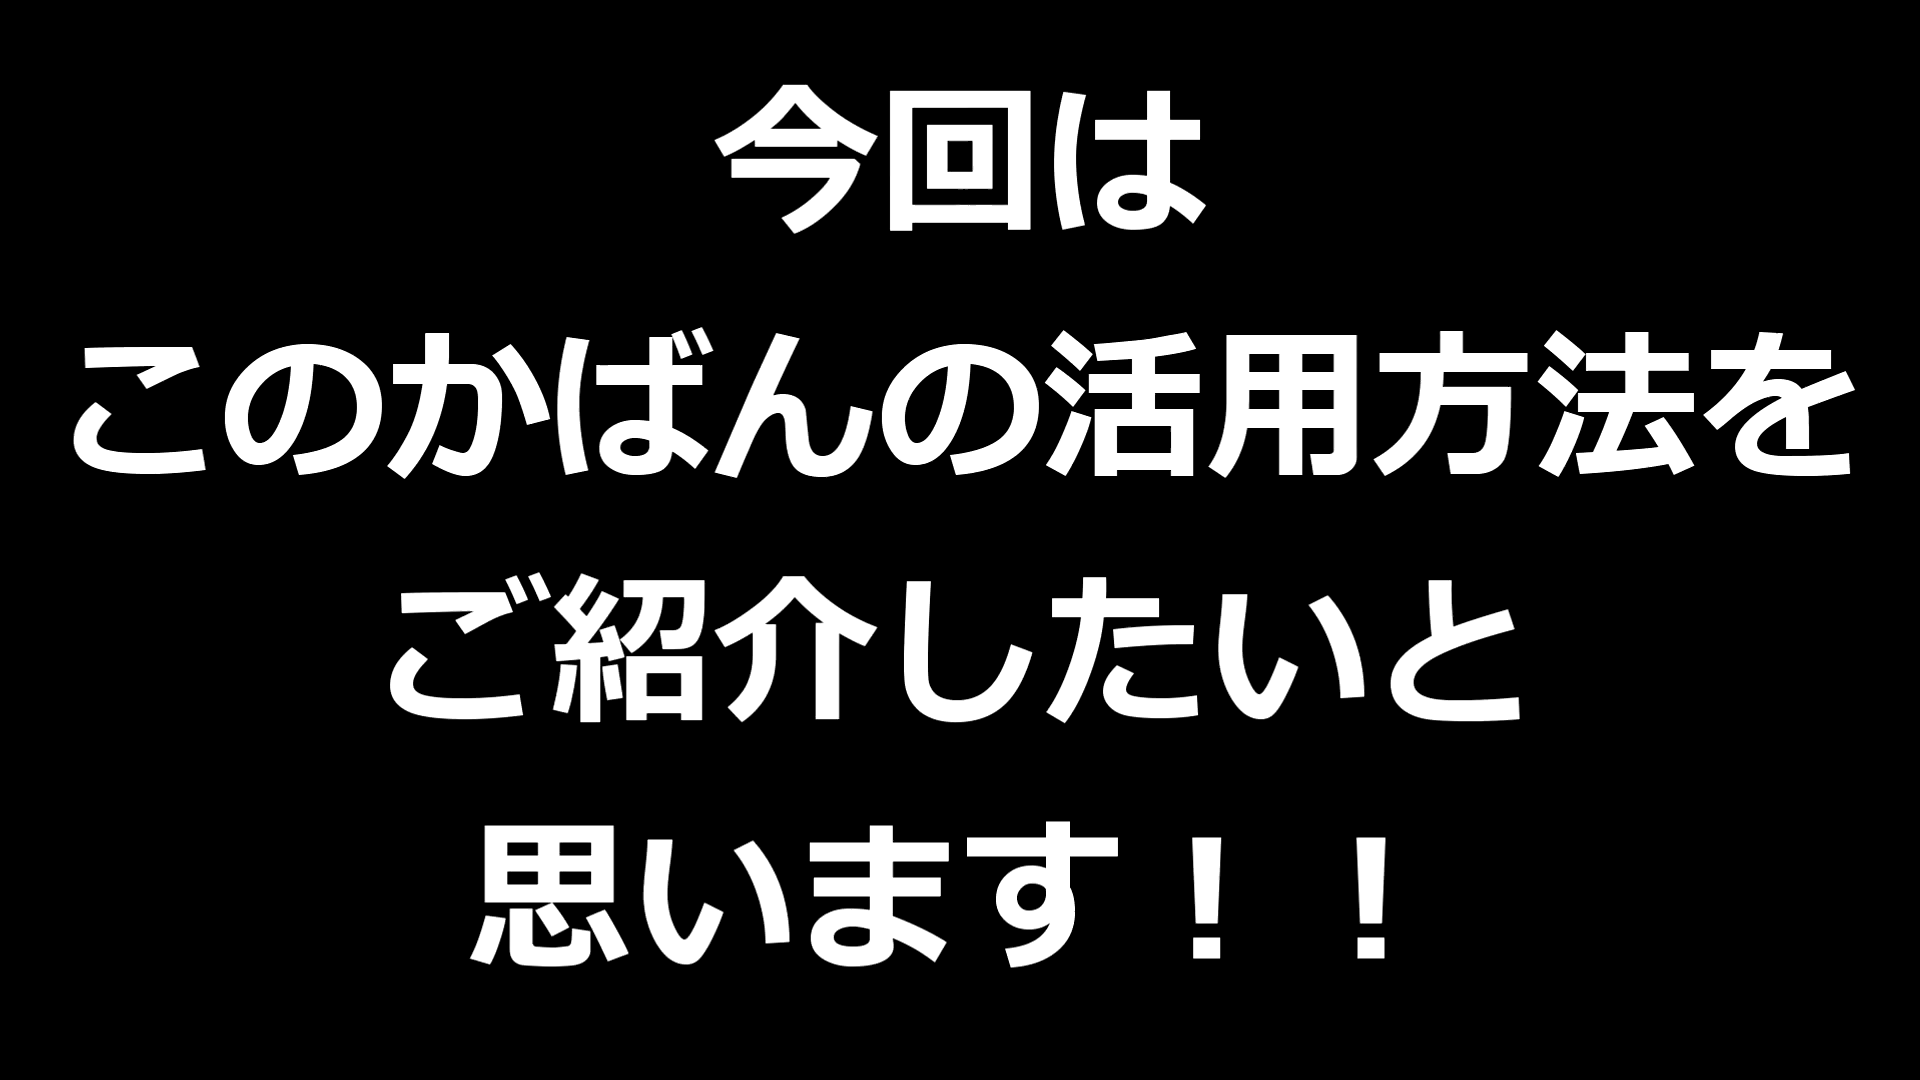 今回は
このかばんの活用方法を
ご紹介したいと
思います！！